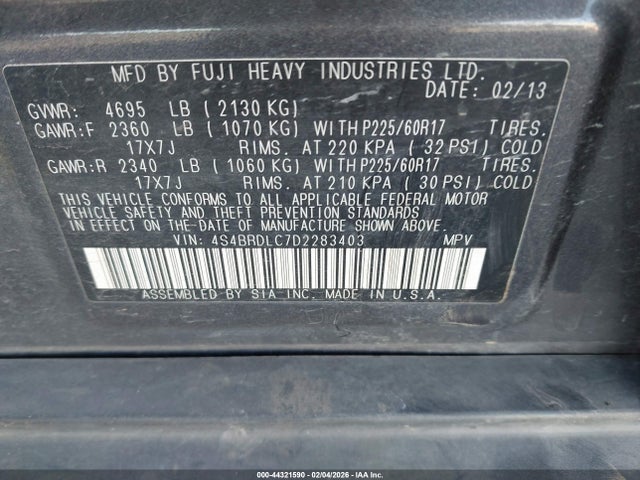 MFD BY FUJI HEAVY INDUSTRIES LTD.
DATE: 02/13
GVWR: 4695 LB (2130 KG)
GAWR:F 2360 LB (1070 KG) WITH P225/60R17 TIRES.
17X7J RIMS. AT 220 KPA (32 PSI) COLD
GAWR:R 2340 LB (1060 KG) WITH P225/60R17 TIRES.
17X7J RIMS. AT 210 KPA (30 PSI) COLD
THIS VEHICLE CONFORMS TO ALL APPLICABLE FEDERAL MOTOR
VEHICLE SAFETY AND THEFT PREVENTION STANDARDS
IN EFFECT ON THE DATE OF MANUFACTURE SHOWN ABOVE.
VIN: 4S4BRDLC7D2283403 MPV
ASSEMBLED BY SIA INC. MADE IN U.S.A.
000-44321590 - 02/04/2026 - IAA Inc.